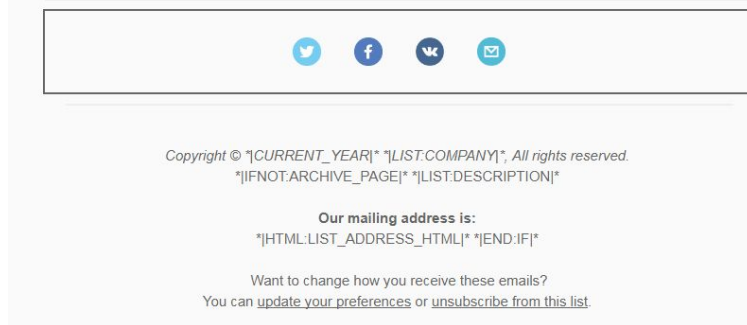 Copyright © *|CURRENT_YEAR|* *|LIST:COMPANY|*, All rights reserved.
*|IFNOT:ARCHIVE_PAGE|* *|LIST:DESCRIPTION|*
Our mailing address is:
*|HTML:LIST_ADDRESS_HTML|* *|END:IF|*
Want to change how you receive these emails?
You can update your preferences or unsubscribe from this list.